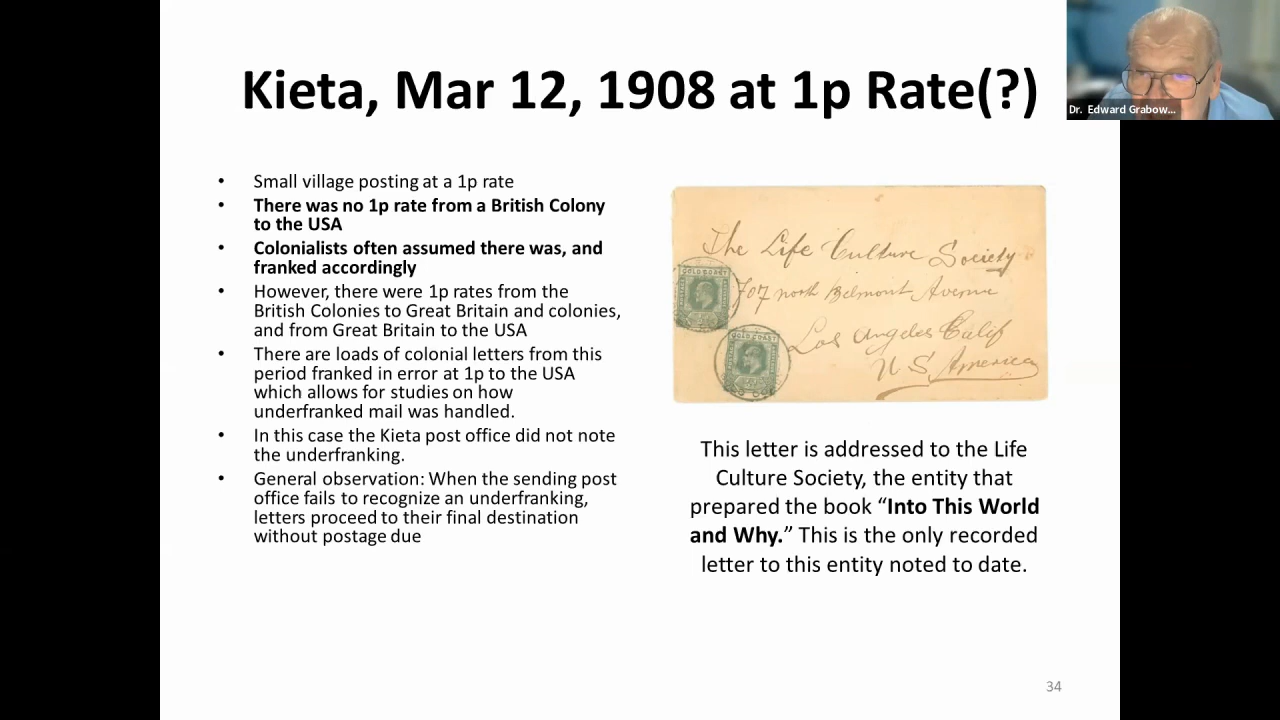 Kieta, Mar 12, 1908 at 1p Rate(?)
Dr. Edward Grabow...
• Small village posting at a 1p rate
• There was no 1p rate from a British Colony
to the USA
• Colonialists often assumed there was, and
franked accordingly
• However, there were 1p rates from the
British Colonies to Great Britain and colonies,
and from Great Britain to the USA
• There are loads of colonial letters from this
period franked in error at 1p to the USA
which allows for studies on how
underfranked mail was handled.
• In this case the Kieta post office did not note
the underfranking.
• General observation: When the sending post
office fails to recognize an underfranking,
letters proceed to their final destination
without postage due
The Life Culture Society
707 north Belmont Avenue
Los Angeles Calif
U S America
GOLD COAST
GOLD COAST
This letter is addressed to the Life
Culture Society, the entity that
prepared the book “Into This World
and Why.” This is the only recorded
letter to this entity noted to date.
34